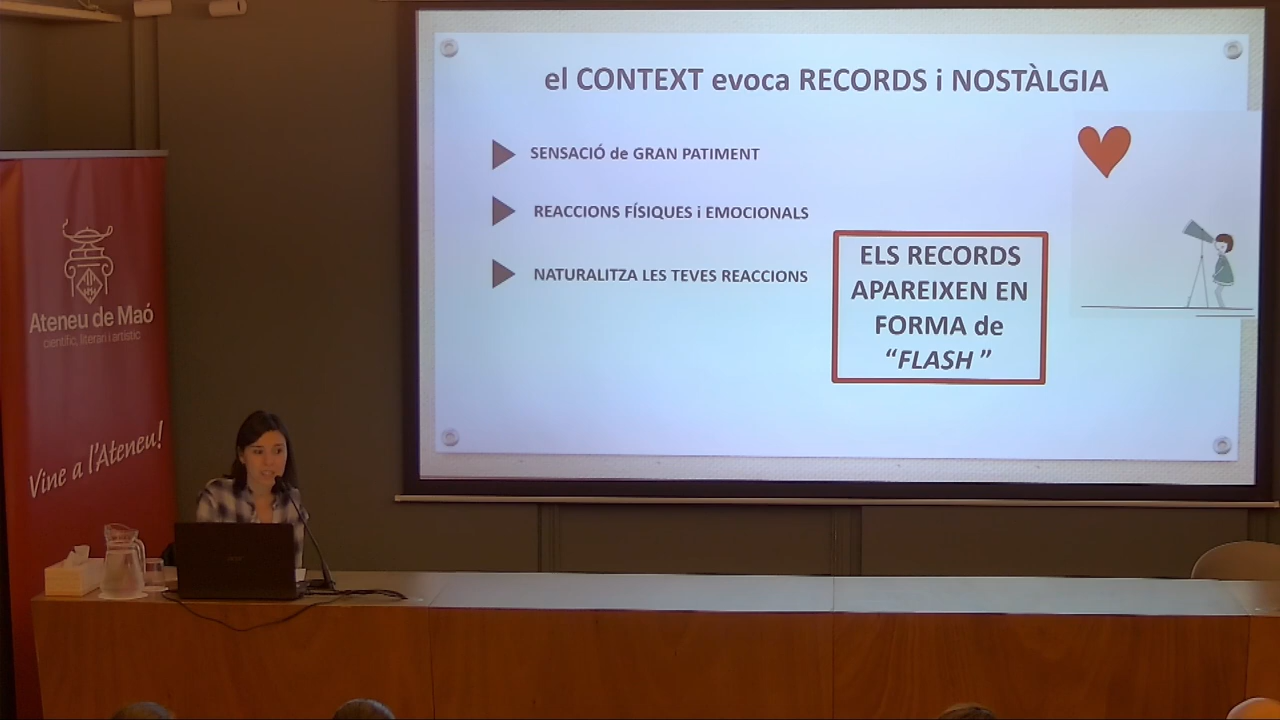 el CONTEXT evoca RECORDS i NOSTÀLGIA
SENSACIÓ de GRAN PATIMENT
REACCIONS FÍSIQUES i EMOCIONALS
NATURALITZA LES TEVES REACCIONS
ELS RECORDS
APAREIXEN EN
FORMA de
“FLASH ”
Ateneu de Maó
científic, literari i artístic
Vine a l'Ateneu!